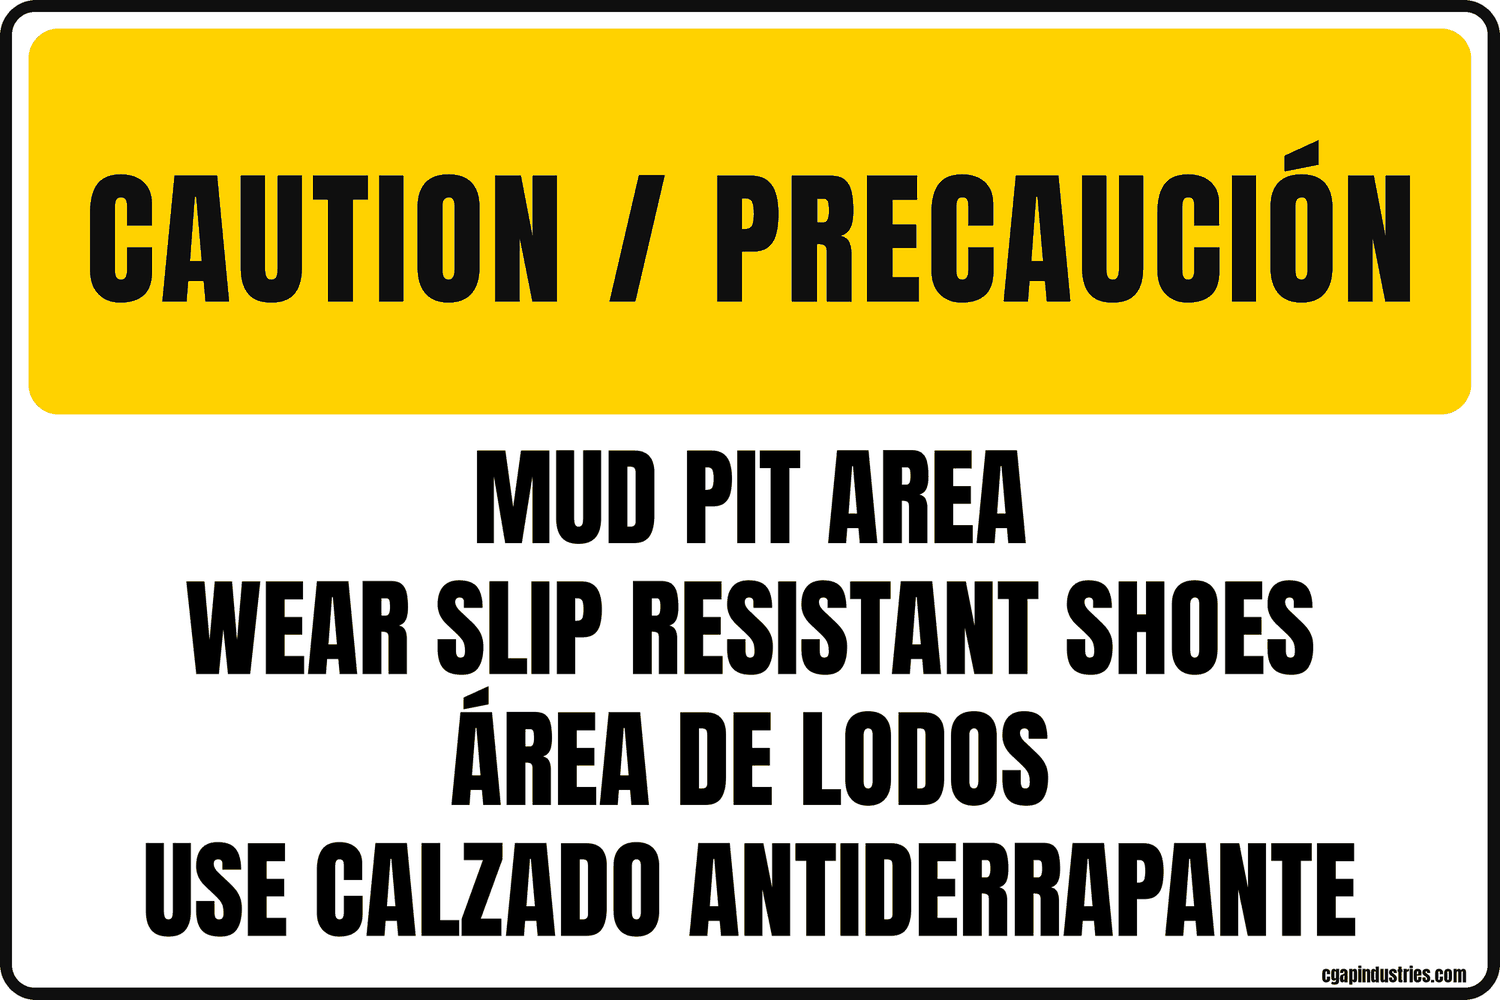 CAUTION / PRECAUCIÓN
MUD PIT AREA
WEAR SLIP RESISTANT SHOES
ÁREA DE LODOS
USE CALZADO ANTIDERRAPANTE
cgapindustries.com